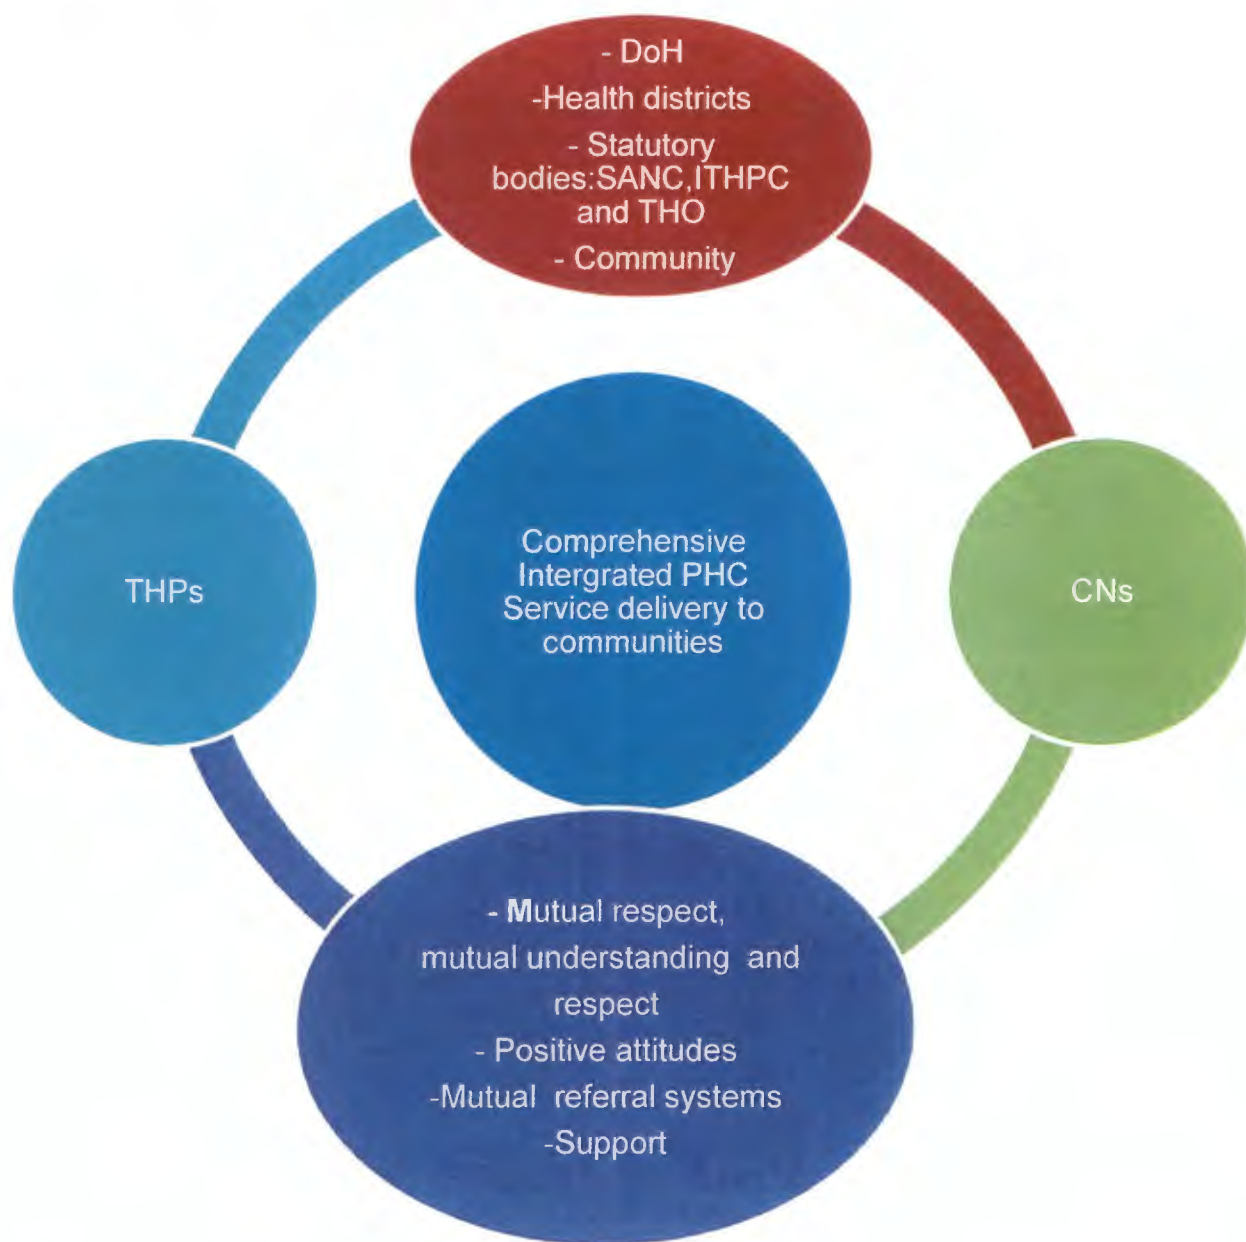 - DoH
-Health districts
- Statutory
bodies:SANC,ITHPC
and THO
- Community
THPs
Comprehensive
Intergrated PHC
Service delivery to
communities
CNs
- Mutual respect,
mutual understanding and
respect
- Positive attitudes
-Mutual referral systems
-Support